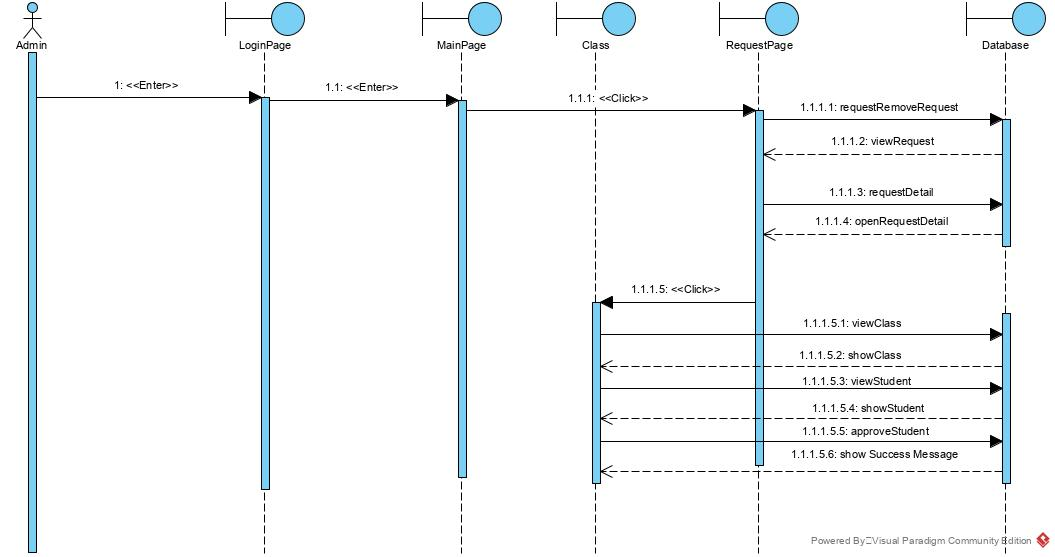 Admin
LoginPage
MainPage
Class
RequestPage
Database
1: <<Enter>>
1.1: <<Enter>>
1.1.1: <<Click>>
1.1.1.1: requestRemoveRequest
1.1.1.2: viewRequest
1.1.1.3: requestDetail
1.1.1.4: openRequestDetail
1.1.1.5: <<Click>>
1.1.1.5.1: viewClass
1.1.1.5.2: showClass
1.1.1.5.3: viewStudent
1.1.1.5.4: showStudent
1.1.1.5.5: approveStudent
1.1.1.5.6: show Success Message
Powered By Visual Paradigm Community Edition